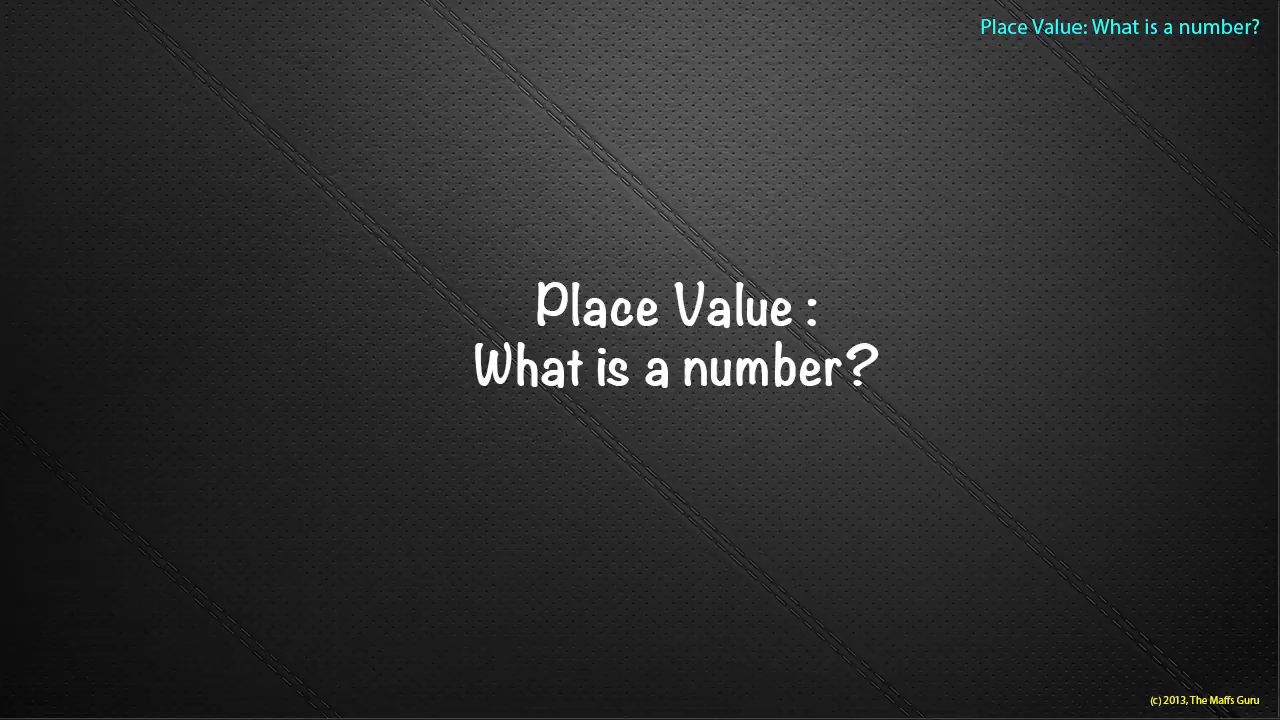 Place Value: What is a number?
Place Value :
What is a number?
(c) 2013, The Maffs Guru